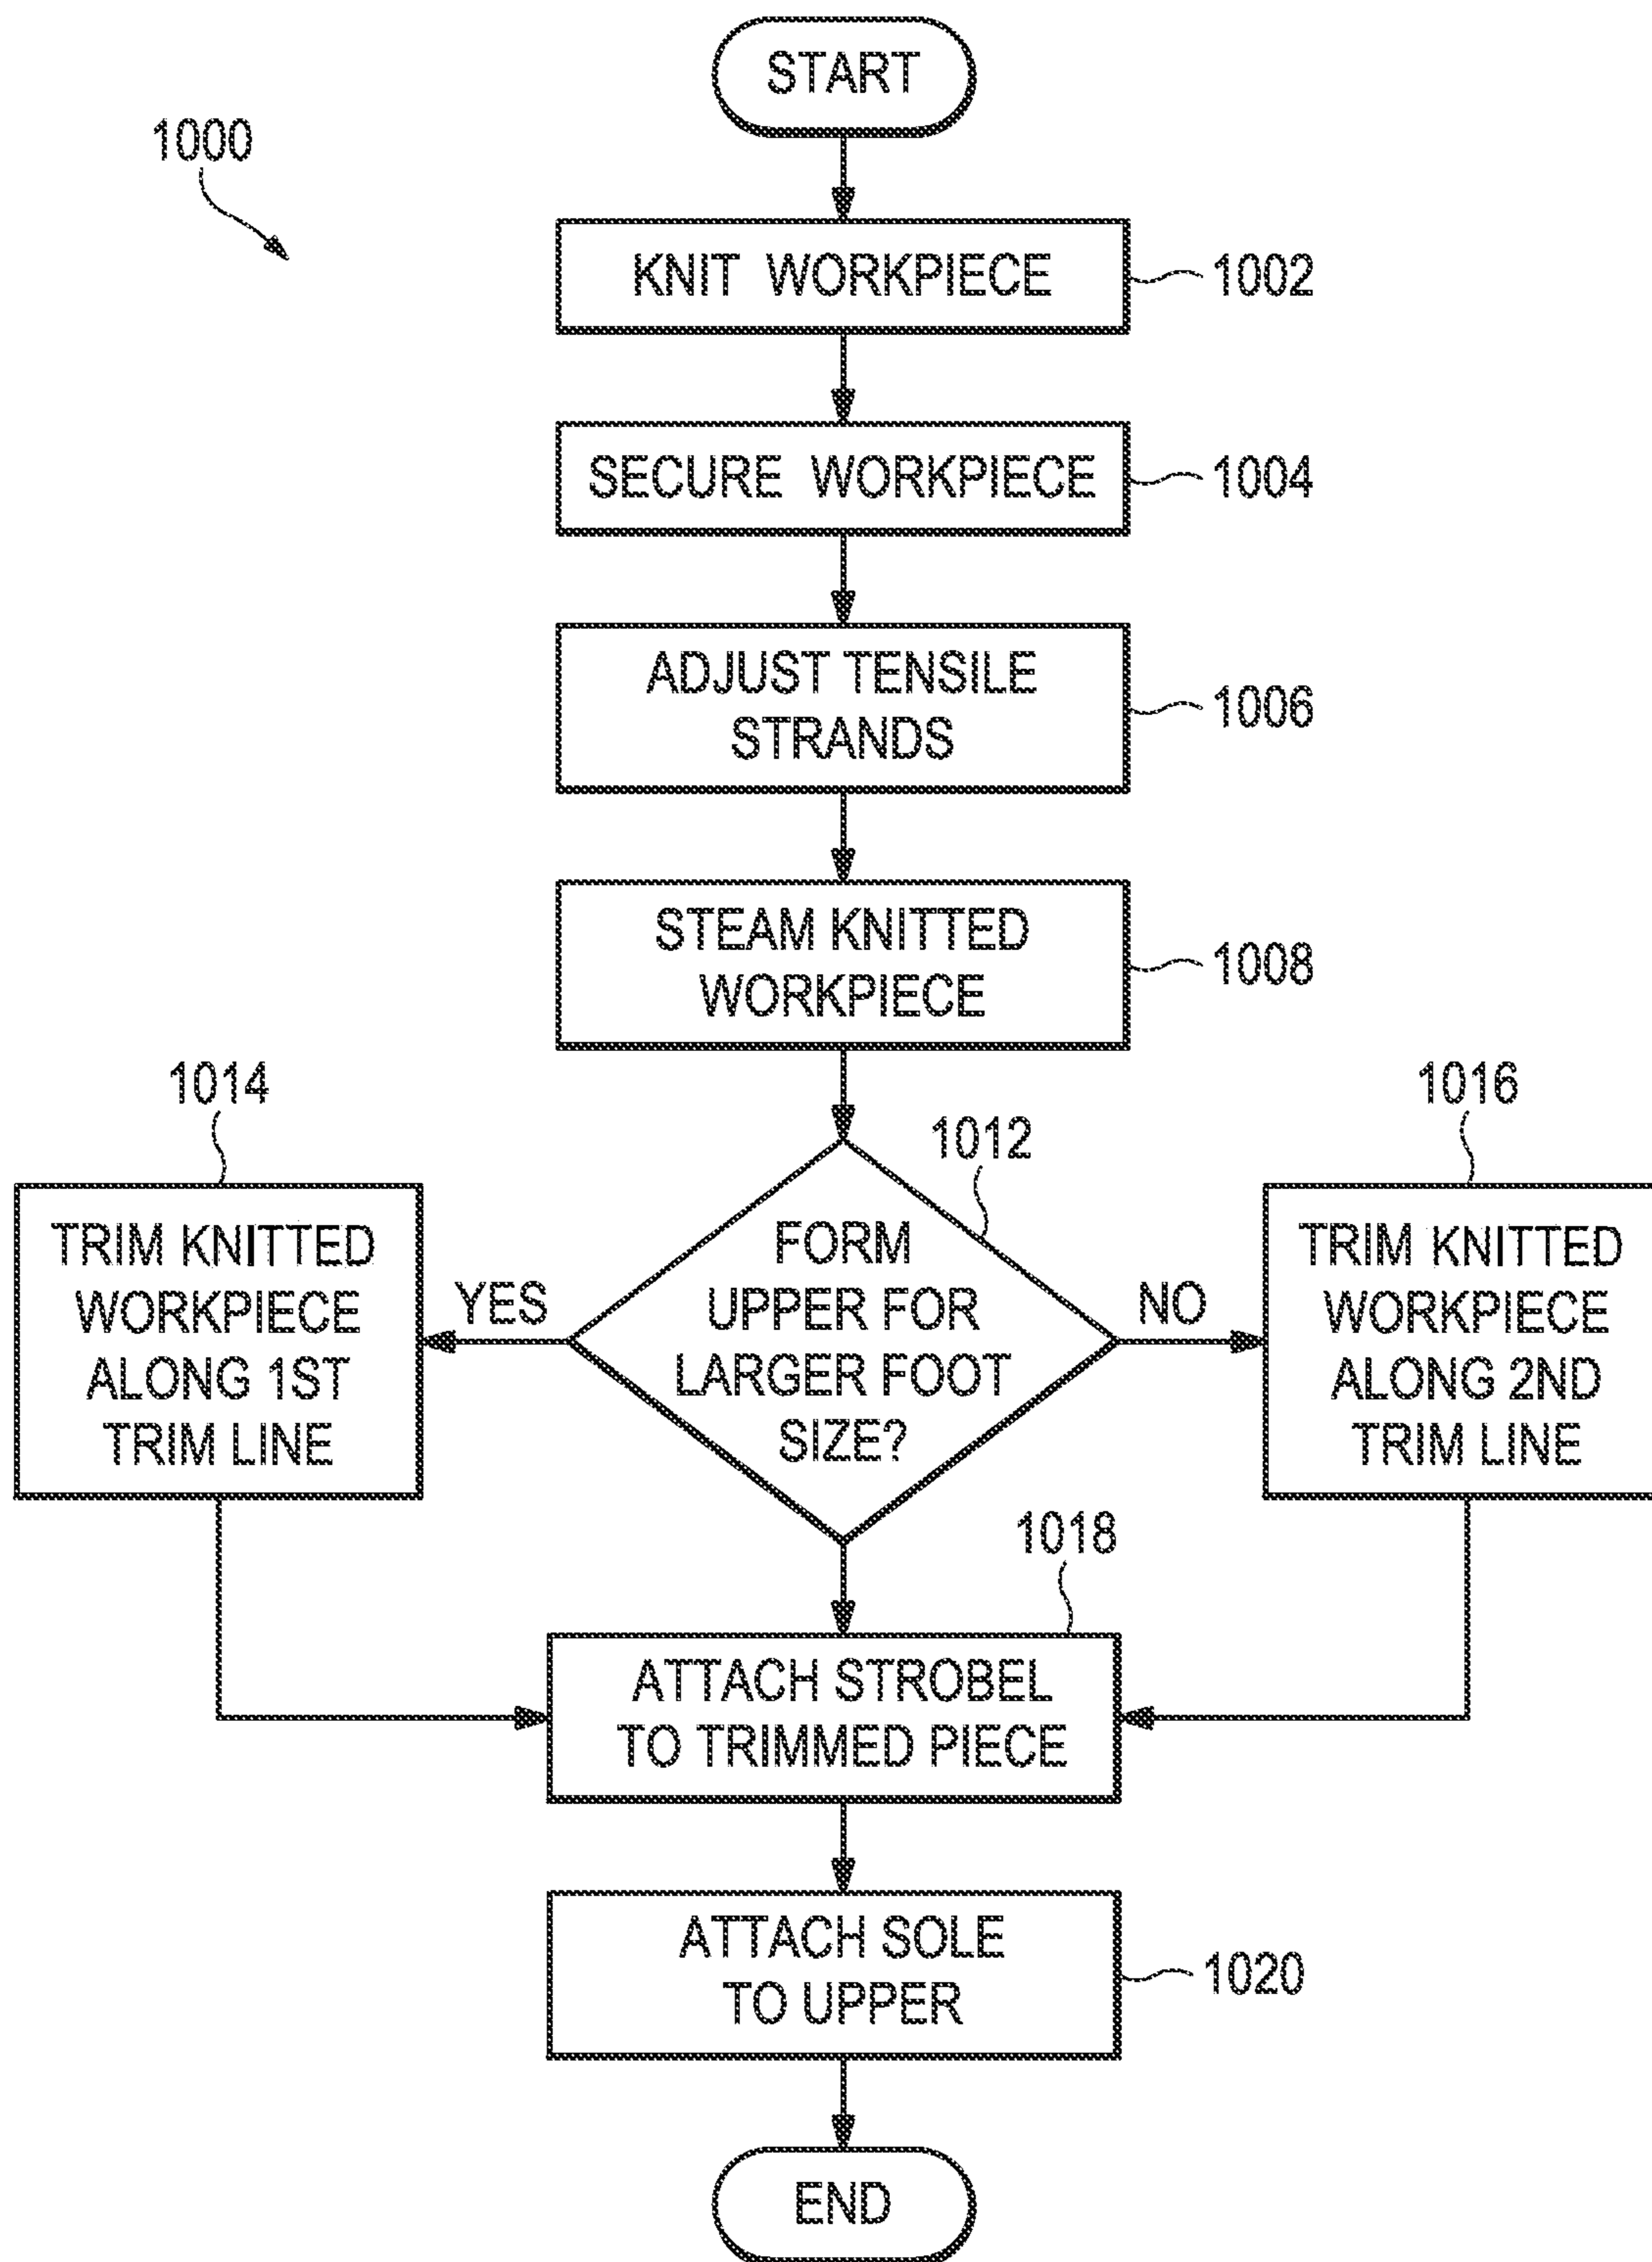 START
1000
KNIT WORKPIECE
1002
SECURE WORKPIECE
1004
ADJUST TENSILE
STRANDS
1006
STEAM KNITTED
WORKPIECE
1008
1014
1012
1016
TRIM KNITTED
WORKPIECE
ALONG 1ST
TRIM LINE
YES
FORM
UPPER FOR
LARGER FOOT
SIZE?
NO
TRIM KNITTED
WORKPIECE
ALONG 2ND
TRIM LINE
1018
ATTACH STROBEL
TO TRIMMED PIECE
ATTACH SOLE
TO UPPER
1020
END